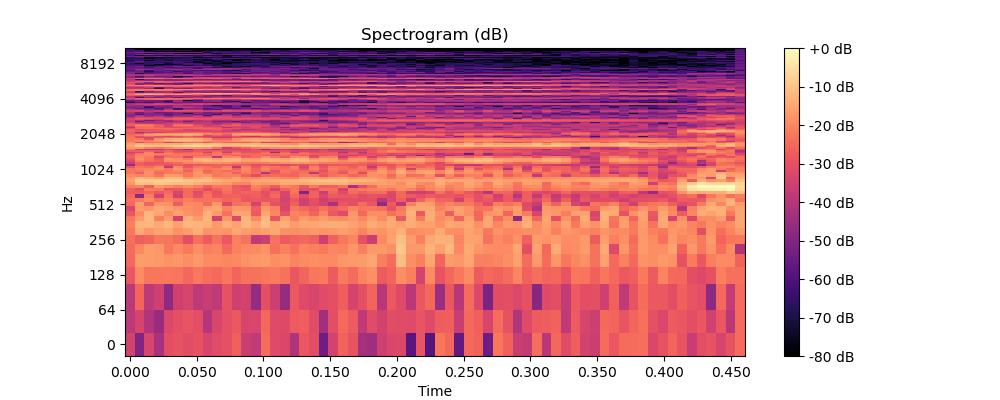 Spectrogram (dB)
Hz
8192
4096
2048
1024
512
256
128
64
0
0.000 0.050 0.100 0.150 0.200 0.250 0.300 0.350 0.400 0.450
Time
+0 dB
-10 dB
-20 dB
-30 dB
-40 dB
-50 dB
-60 dB
-70 dB
-80 dB